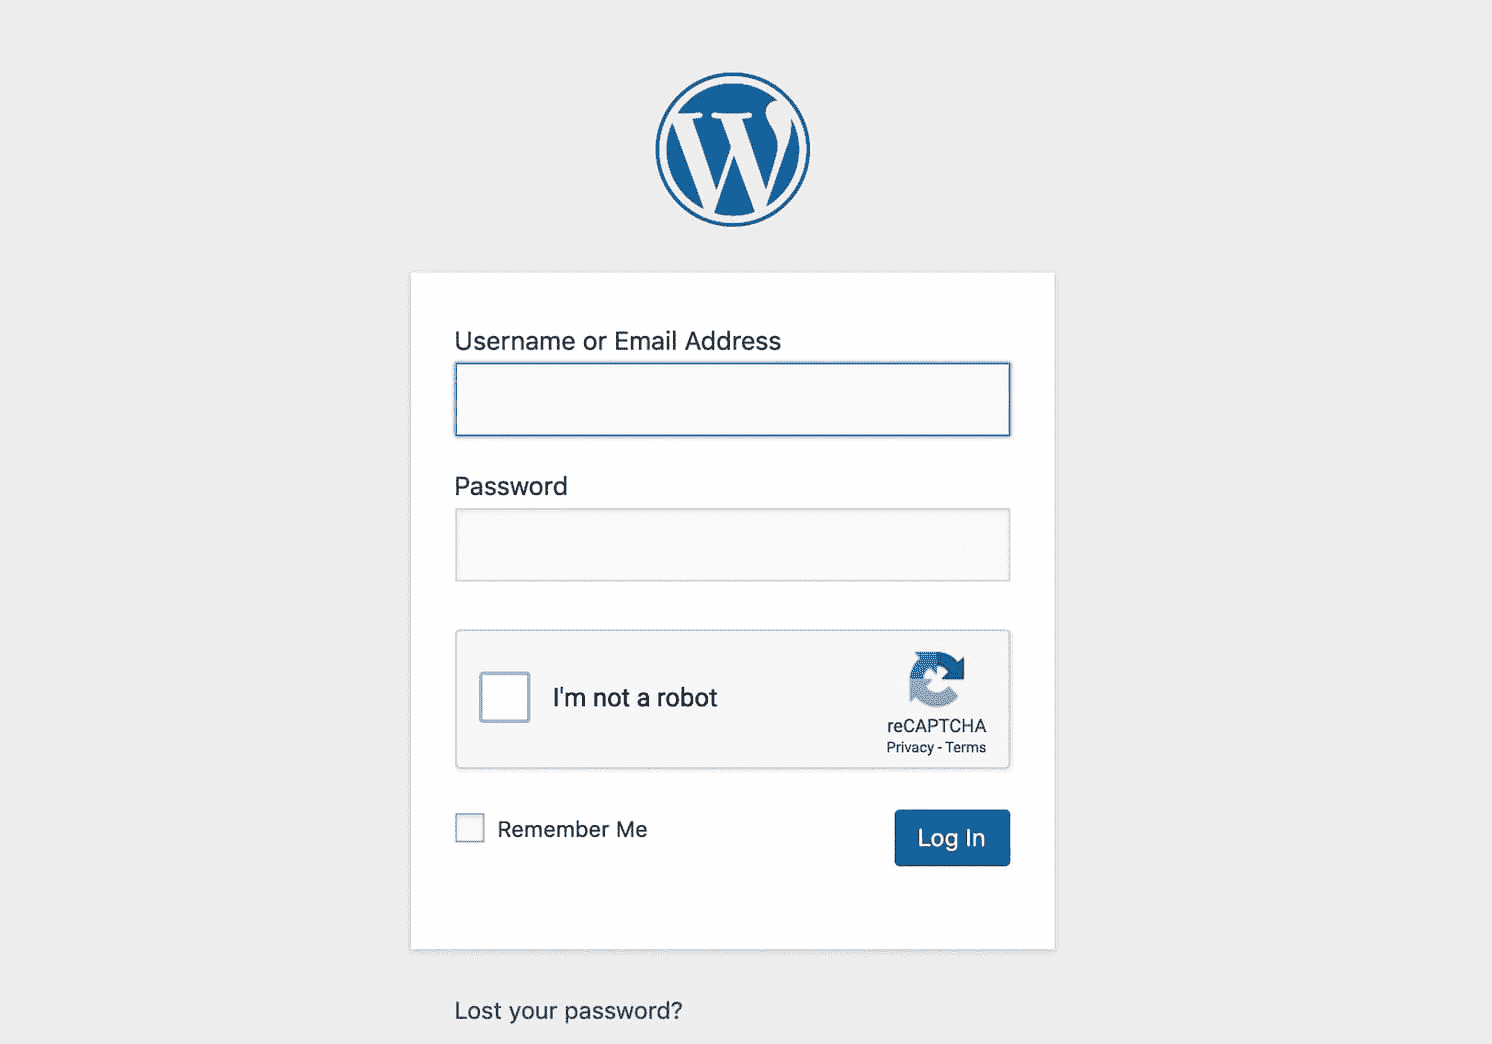 Username or Email Address
Password
I'm not a robot
reCAPTCHA
Privacy - Terms
Remember Me
Log In
Lost your password?